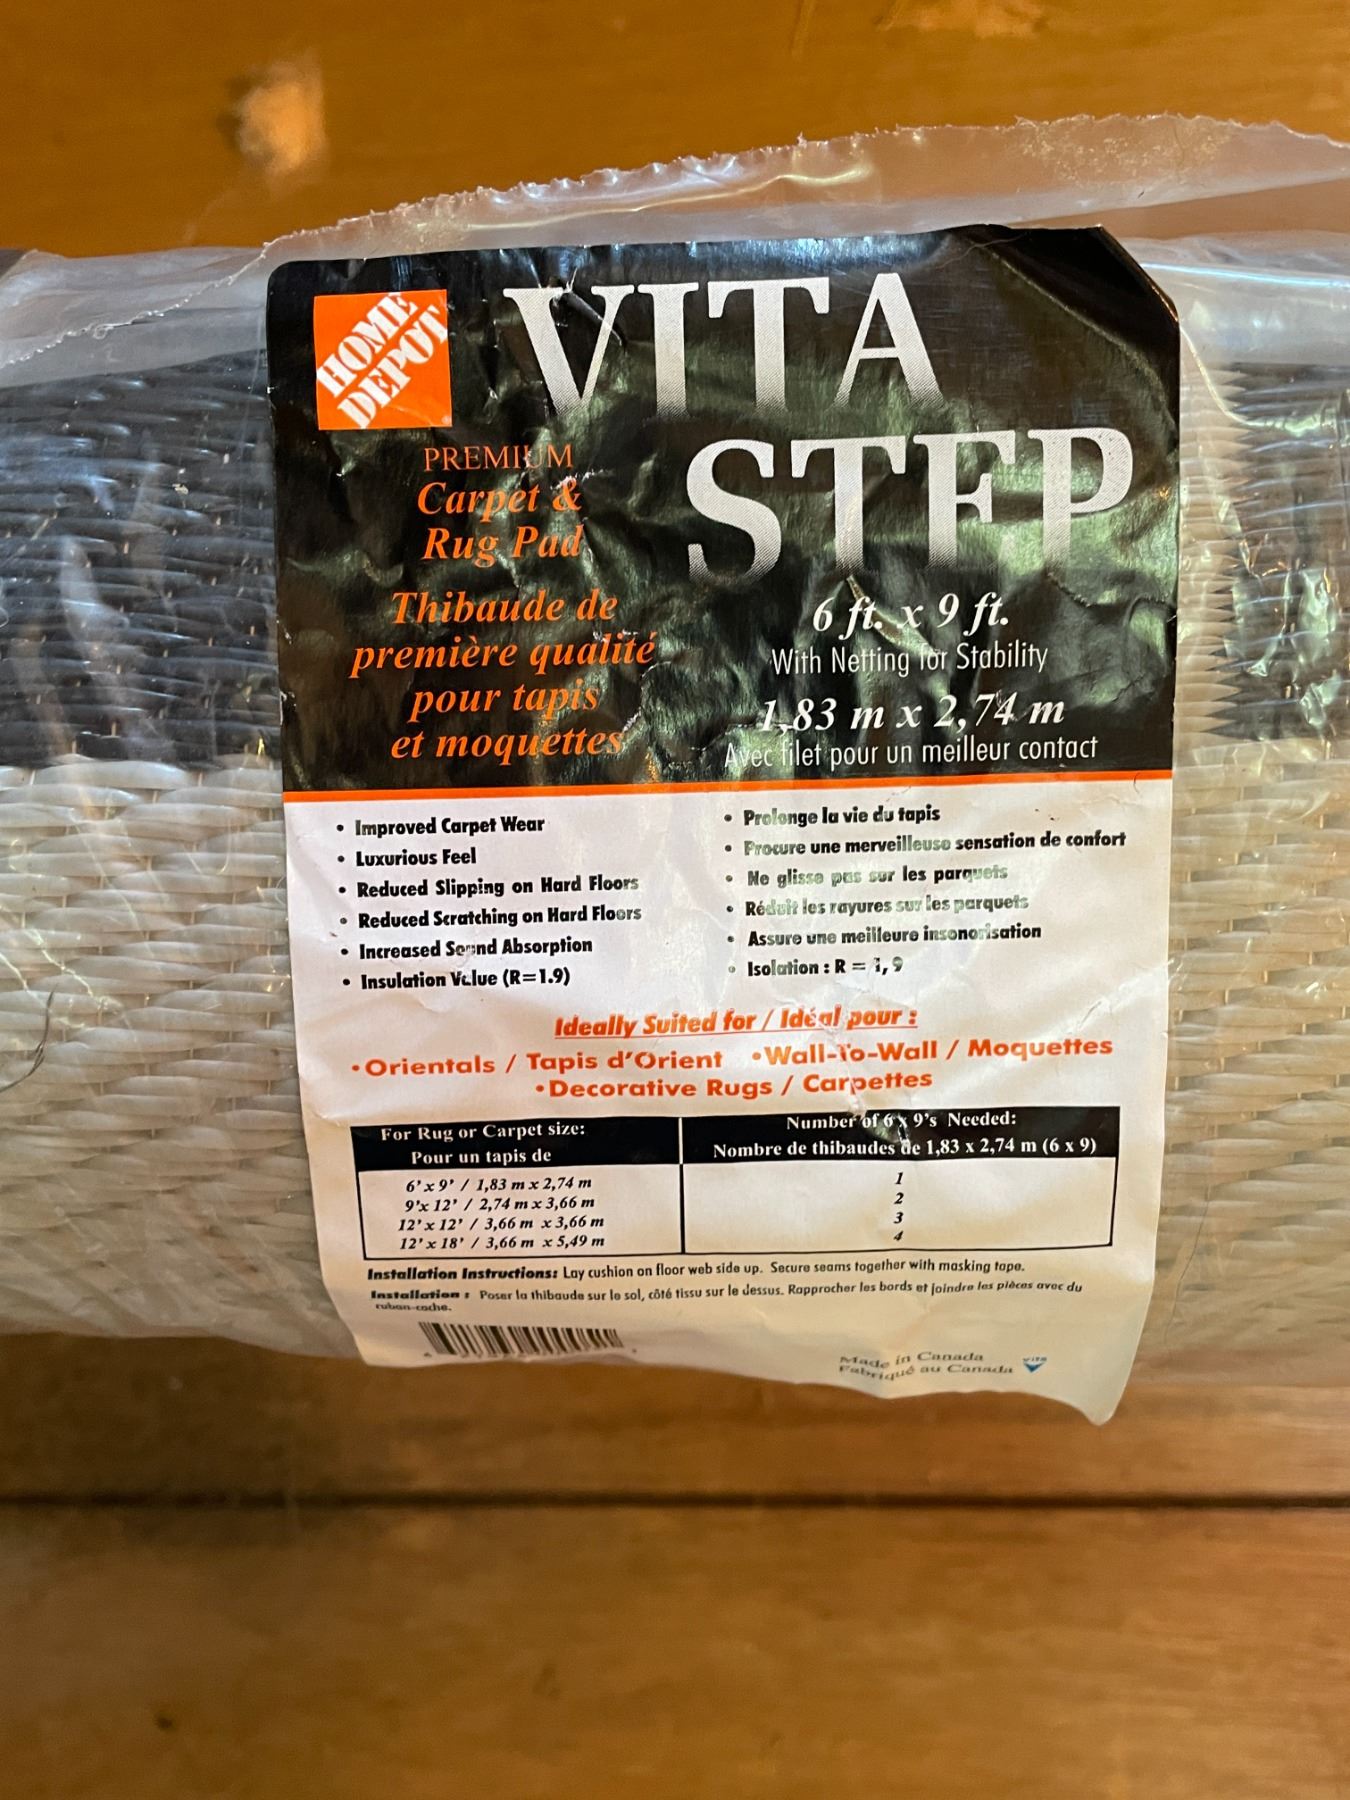 HOME
DEPOT
VITA
STEP
PREMIUM
Carpet &
Rug Pad
Thibaude de
première qualité
pour tapis
et moquettes
6 ft. x 9 ft.
With Netting for Stability
1,83 m x 2,74 m
Avec filet pour un meilleur contact
• Improved Carpet Wear
• Luxurious Feel
• Reduced Slipping on Hard Floors
• Reduced Scratching on Hard Floors
• Increased Sound Absorption
• Insulation Value (R=1.9)
• Prolonge la vie du tapis
• Procure une merveilleuse sensation de confort
• Ne glisse pas sur les parquets
• Réduit les rayures sur les parquets
• Assure une meilleure insonorisation
• Isolation : R = 1,9
Ideally Suited for / Idéal pour :
•Orientals / Tapis d'Orient •Wall-To-Wall / Moquettes
•Decorative Rugs / Carpettes
For Rug or Carpet size:
Pour un tapis de
Number of 6 x 9's Needed:
Nombre de thibaudes de 1,83 x 2,74 m (6 x 9)
6' x 9' / 1,83 m x 2,74 m 1
9'x 12' / 2,74 m x 3,66 m 2
12' x 12' / 3,66 m x 3,66 m 3
12' x 18' / 3,66 m x 5,49 m 4
Installation Instructions: Lay cushion on floor web side up. Secure seams together with masking tape.
Installation : Poser la thibaude sur le sol, côté tissu sur le dessus. Rapprocher les bords et joindre les pièces avec du
ruban-cache.
Made in Canada
Fabriqué au Canada
VITA